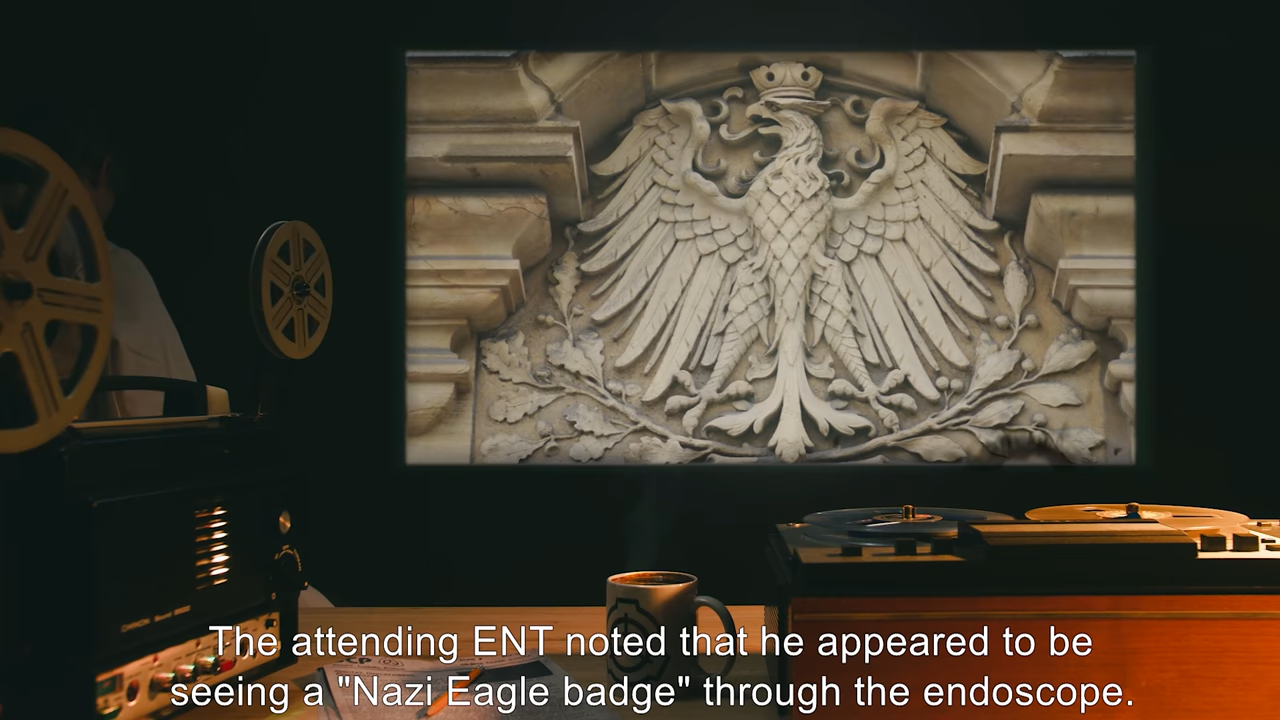 The attending ENT noted that he appeared to be
seeing a "Nazi Eagle badge" through the endoscope.